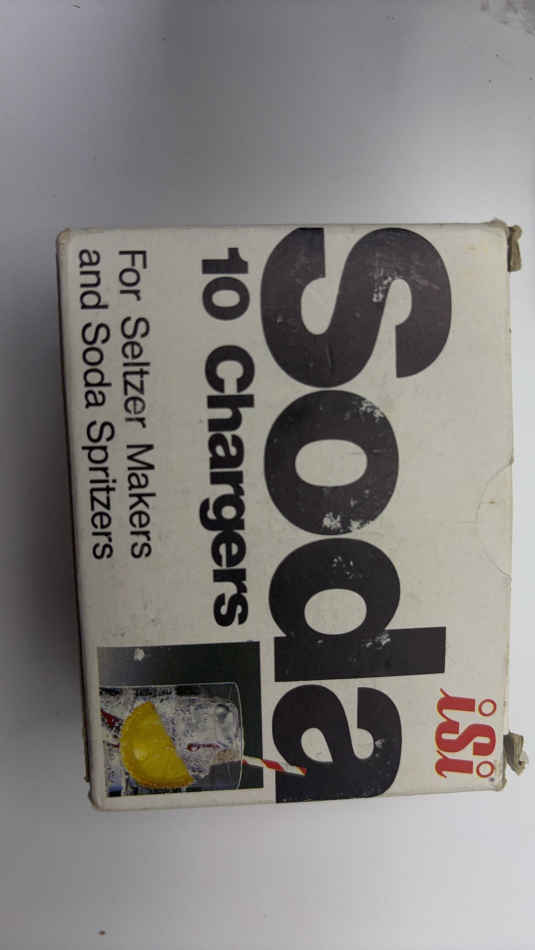 iSi
Soda
10 Chargers
For Seltzer Makers
and Soda Spritzers